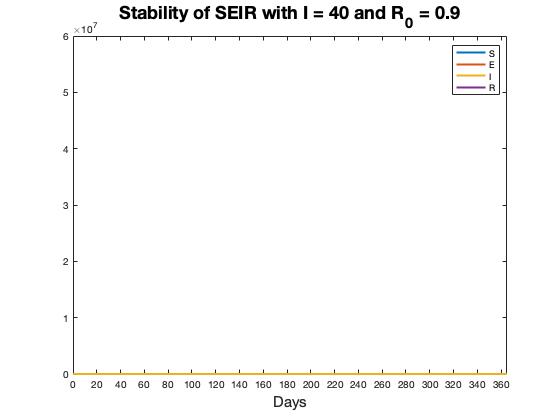 Stability of SEIR with I = 40 and R0 = 0.9
×10^7
6
5
4
3
2
1
0
S
E
I
R
0 20 40 60 80 100 120 140 160 180 200 220 240 260 280 300 320 340 360
Days